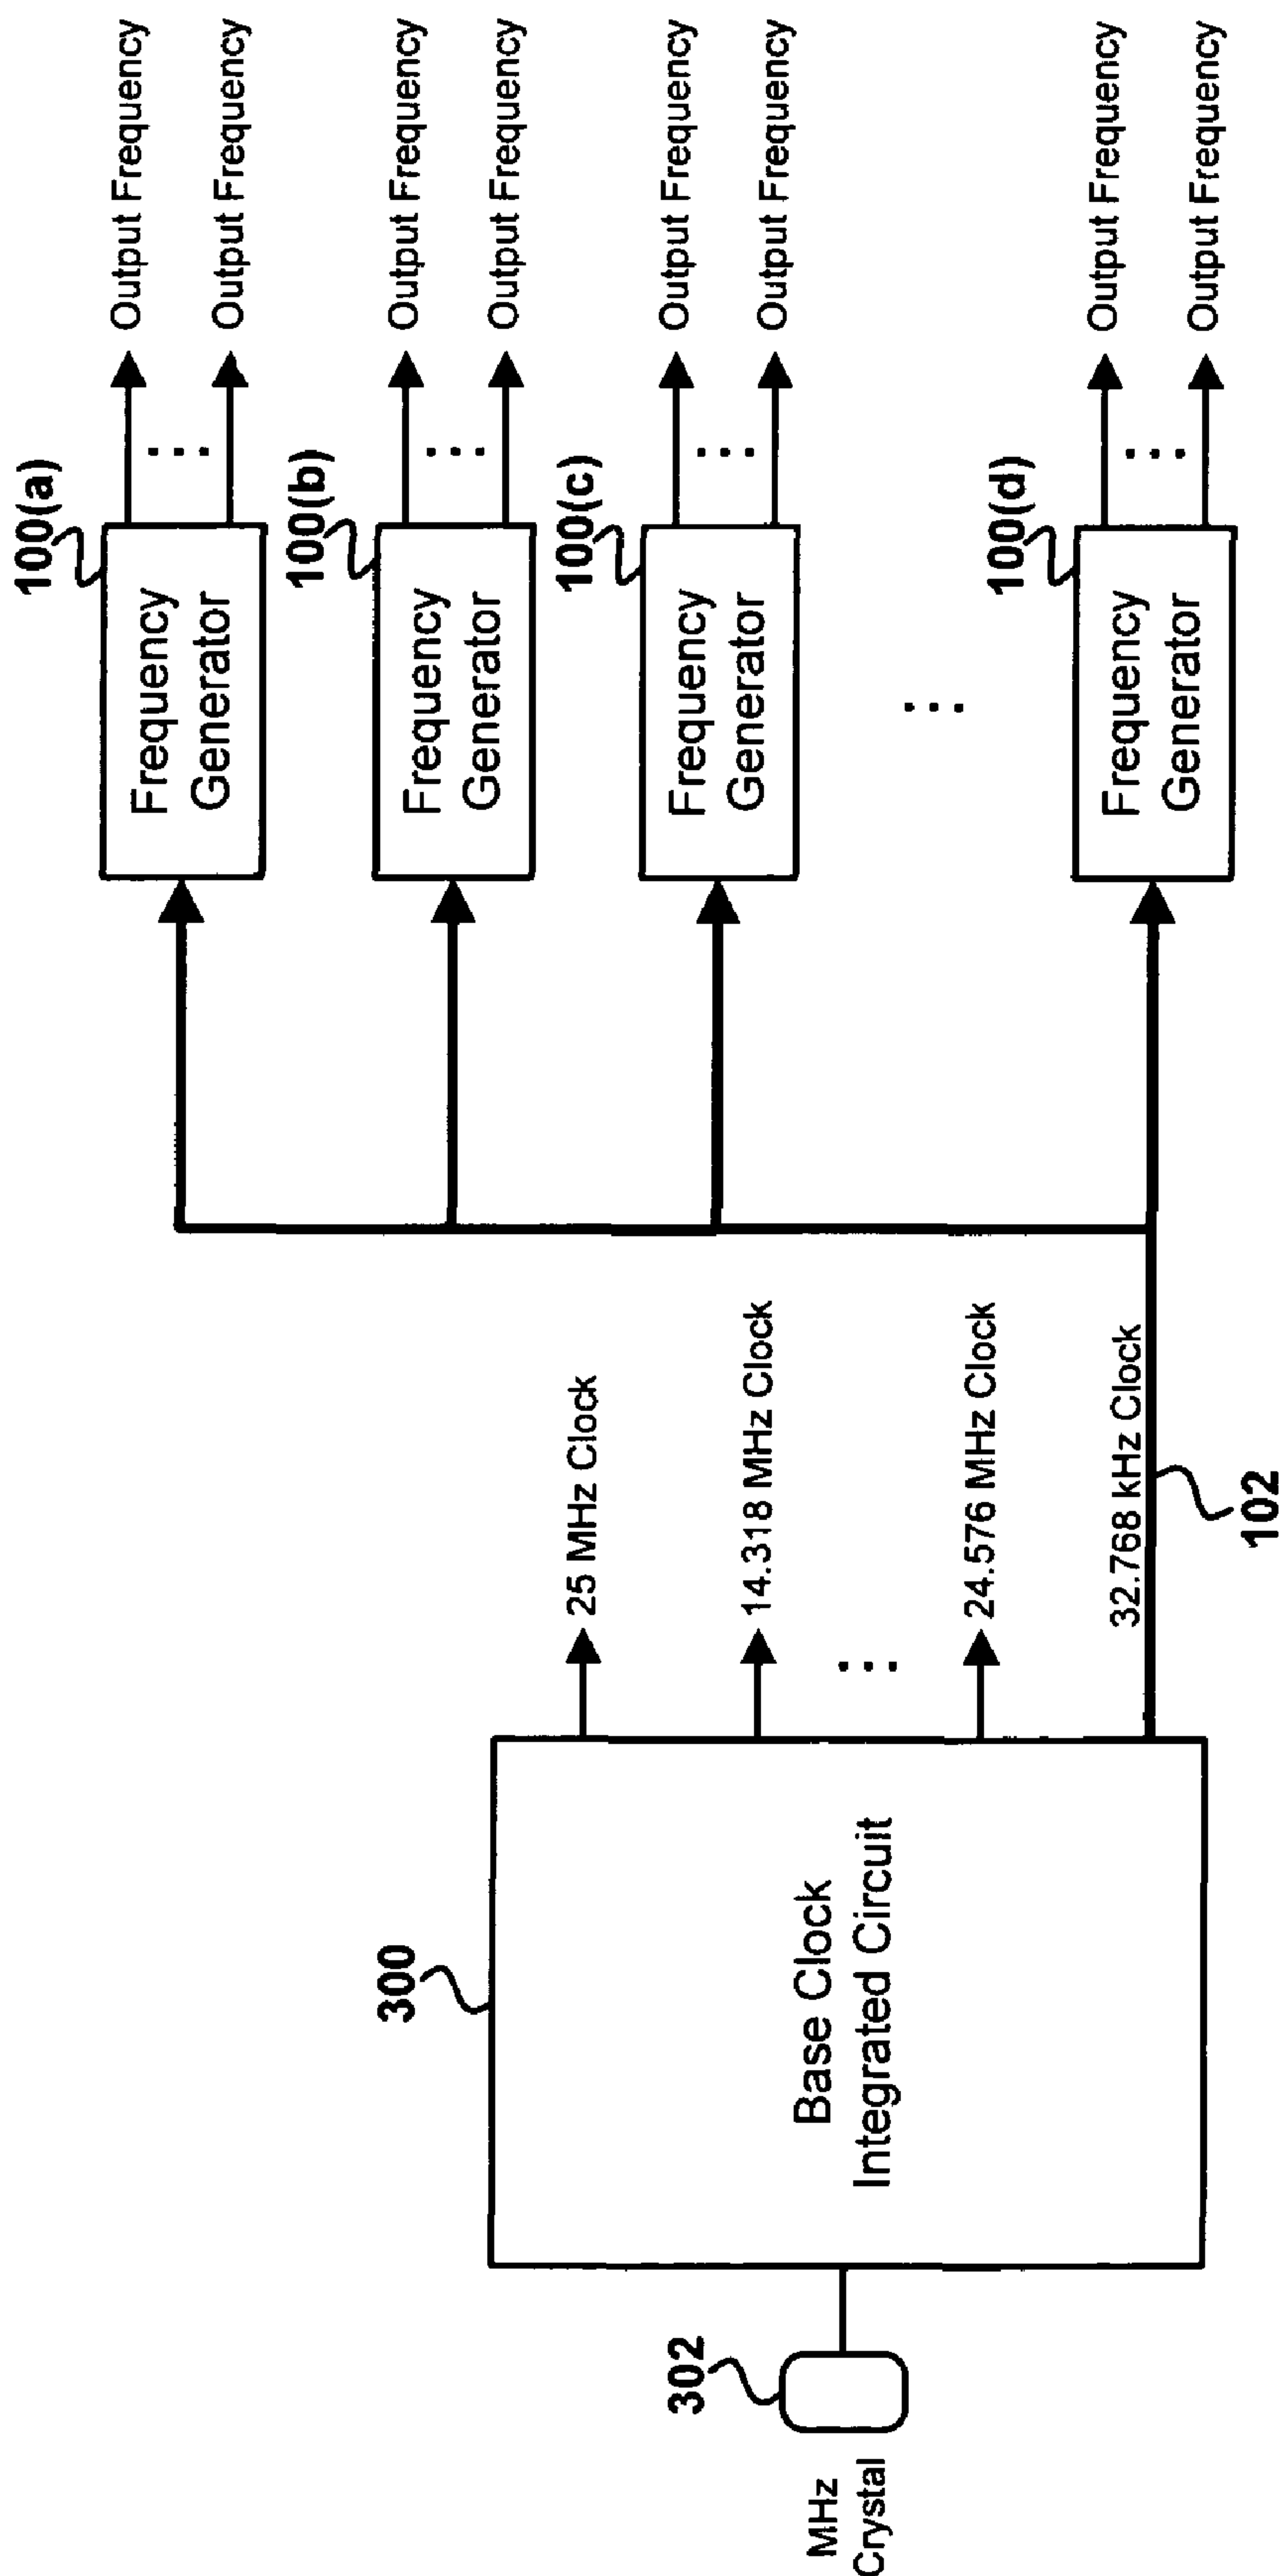 MHz
Crystal
302
300
Base Clock
Integrated Circuit
25 MHz Clock
14.318 MHz Clock
...
24.576 MHz Clock
32.768 kHz Clock
102
100(a)
Frequency
Generator
Output Frequency
...
Output Frequency
100(b)
Frequency
Generator
Output Frequency
...
Output Frequency
100(c)
Frequency
Generator
Output Frequency
...
Output Frequency
...
100(d)
Frequency
Generator
Output Frequency
...
Output Frequency